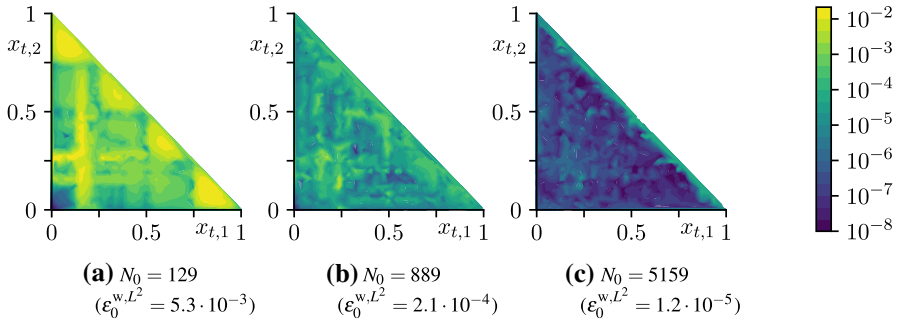 1
x_{t,2}
0.5
0
0
0.5
x_{t,1}
1
(a) N_0 = 129
(ε_0^{w,L^2} = 5.3 · 10^{-3})
1
x_{t,2}
0.5
0
0
0.5
x_{t,1}
1
(b) N_0 = 889
(ε_0^{w,L^2} = 2.1 · 10^{-4})
1
x_{t,2}
0.5
0
0
0.5
x_{t,1}
1
(c) N_0 = 5159
(ε_0^{w,L^2} = 1.2 · 10^{-5})
10^{-2}
10^{-3}
10^{-4}
10^{-5}
10^{-6}
10^{-7}
10^{-8}